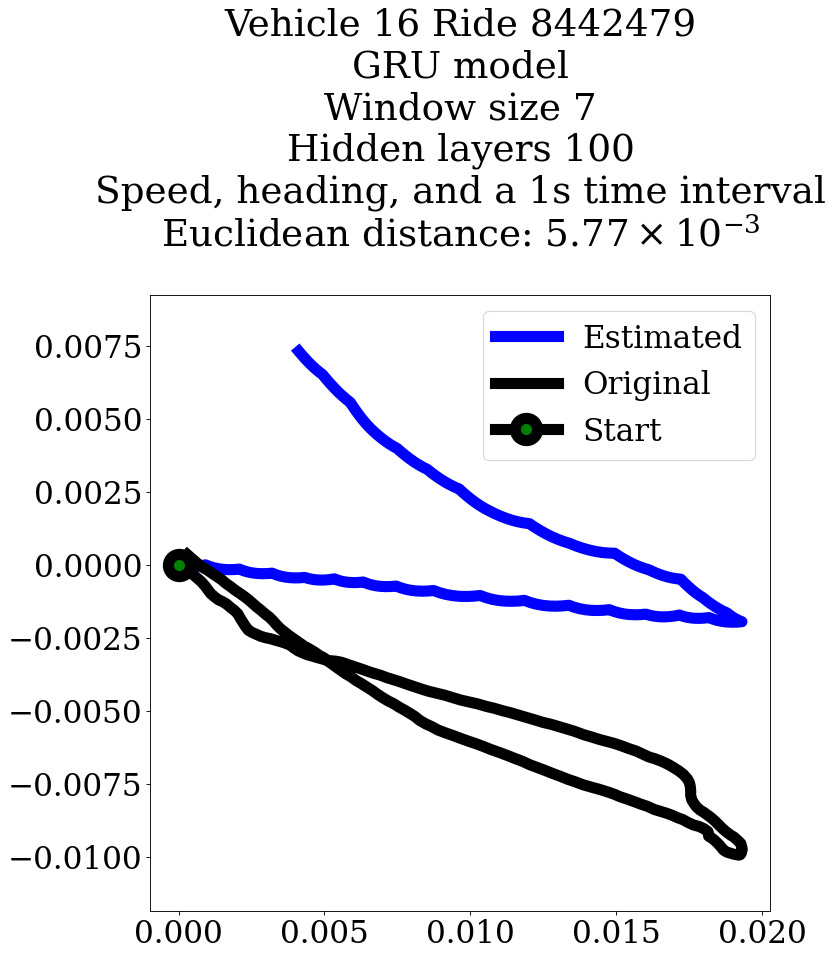 Vehicle 16 Ride 8442479
GRU model
Window size 7
Hidden layers 100
Speed, heading, and a 1s time interval
Euclidean distance: 5.77 × 10⁻³
Estimated
Original
Start
0.0075
0.0050
0.0025
0.0000
−0.0025
−0.0050
−0.0075
−0.0100
0.000 0.005 0.010 0.015 0.020